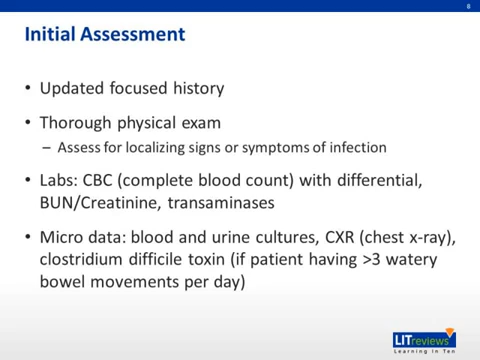 8
Initial Assessment
• Updated focused history
• Thorough physical exam
– Assess for localizing signs or symptoms of infection
• Labs: CBC (complete blood count) with differential,
BUN/Creatinine, transaminases
• Micro data: blood and urine cultures, CXR (chest x-ray),
clostridium difficile toxin (if patient having >3 watery
bowel movements per day)
LITreviews
Learning in Ten